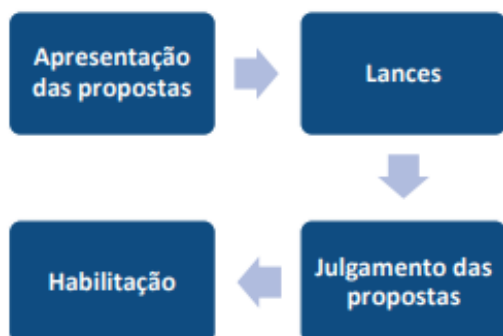 Apresentação
das propostas
Lances
Julgamento das
propostas
Habilitação